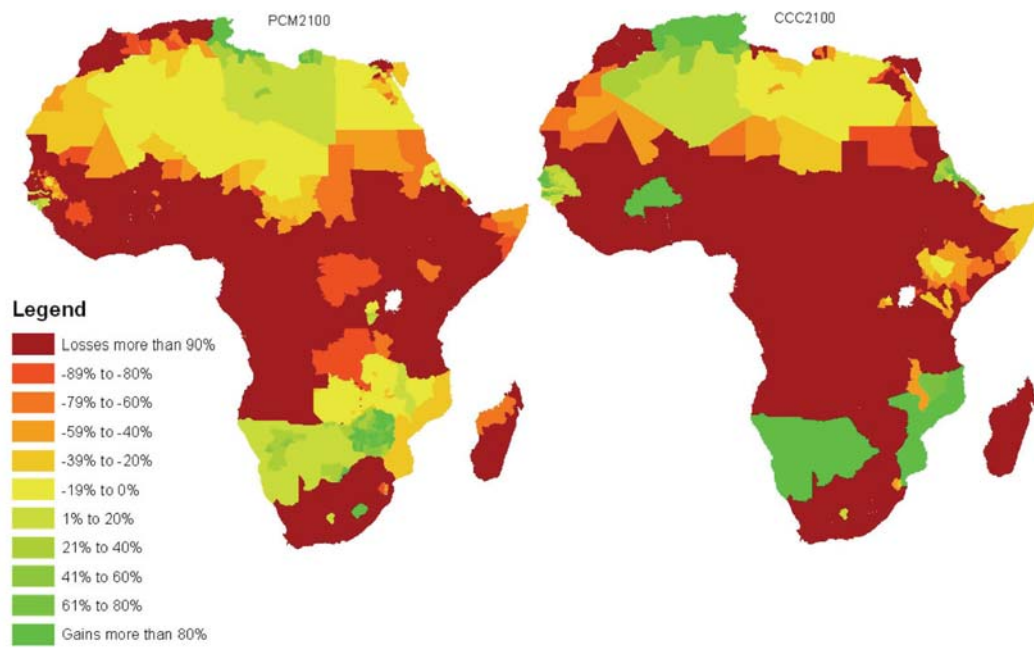 PCM2100
CCC2100
Legend
Losses more than 90%
-89% to -80%
-79% to -60%
-59% to -40%
-39% to -20%
-19% to 0%
1% to 20%
21% to 40%
41% to 60%
61% to 80%
Gains more than 80%